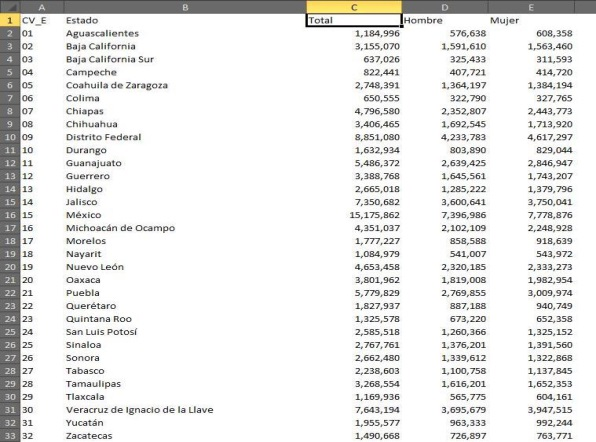 A B C D E
1 CV_E Estado Total Hombre Mujer
2 01 Aguascalientes 1,184,996 576,638 608,358
3 02 Baja California 3,155,070 1,591,610 1,563,460
4 03 Baja California Sur 637,026 325,433 311,593
5 04 Campeche 822,441 407,721 414,720
6 05 Coahuila de Zaragoza 2,748,391 1,364,197 1,384,194
7 06 Colima 650,555 322,790 327,765
8 07 Chiapas 4,796,580 2,352,807 2,443,773
9 08 Chihuahua 3,406,465 1,692,545 1,713,920
10 09 Distrito Federal 8,851,080 4,233,783 4,617,297
11 10 Durango 1,632,934 803,890 829,044
12 11 Guanajuato 5,486,372 2,639,425 2,846,947
13 12 Guerrero 3,388,768 1,645,561 1,743,207
14 13 Hidalgo 2,665,018 1,285,222 1,379,796
15 14 Jalisco 7,350,682 3,600,641 3,750,041
16 15 México 15,175,862 7,396,986 7,778,876
17 16 Michoacán de Ocampo 4,351,037 2,102,109 2,248,928
18 17 Morelos 1,777,227 858,588 918,639
19 18 Nayarit 1,084,979 541,007 543,972
20 19 Nuevo León 4,653,458 2,320,185 2,333,273
21 20 Oaxaca 3,801,962 1,819,008 1,982,954
22 21 Puebla 5,779,829 2,769,855 3,009,974
23 22 Querétaro 1,827,937 887,188 940,749
24 23 Quintana Roo 1,325,578 673,220 652,358
25 24 San Luis Potosí 2,585,518 1,260,366 1,325,152
26 25 Sinaloa 2,767,761 1,376,201 1,391,560
27 26 Sonora 2,662,480 1,339,612 1,322,868
28 27 Tabasco 2,238,603 1,100,758 1,137,845
29 28 Tamaulipas 3,268,554 1,616,201 1,652,353
30 29 Tlaxcala 1,169,936 565,775 604,161
31 30 Veracruz de Ignacio de la Llave 7,643,194 3,695,679 3,947,515
32 31 Yucatán 1,955,577 963,333 992,244
33 32 Zacatecas 1,490,668 726,897 763,771